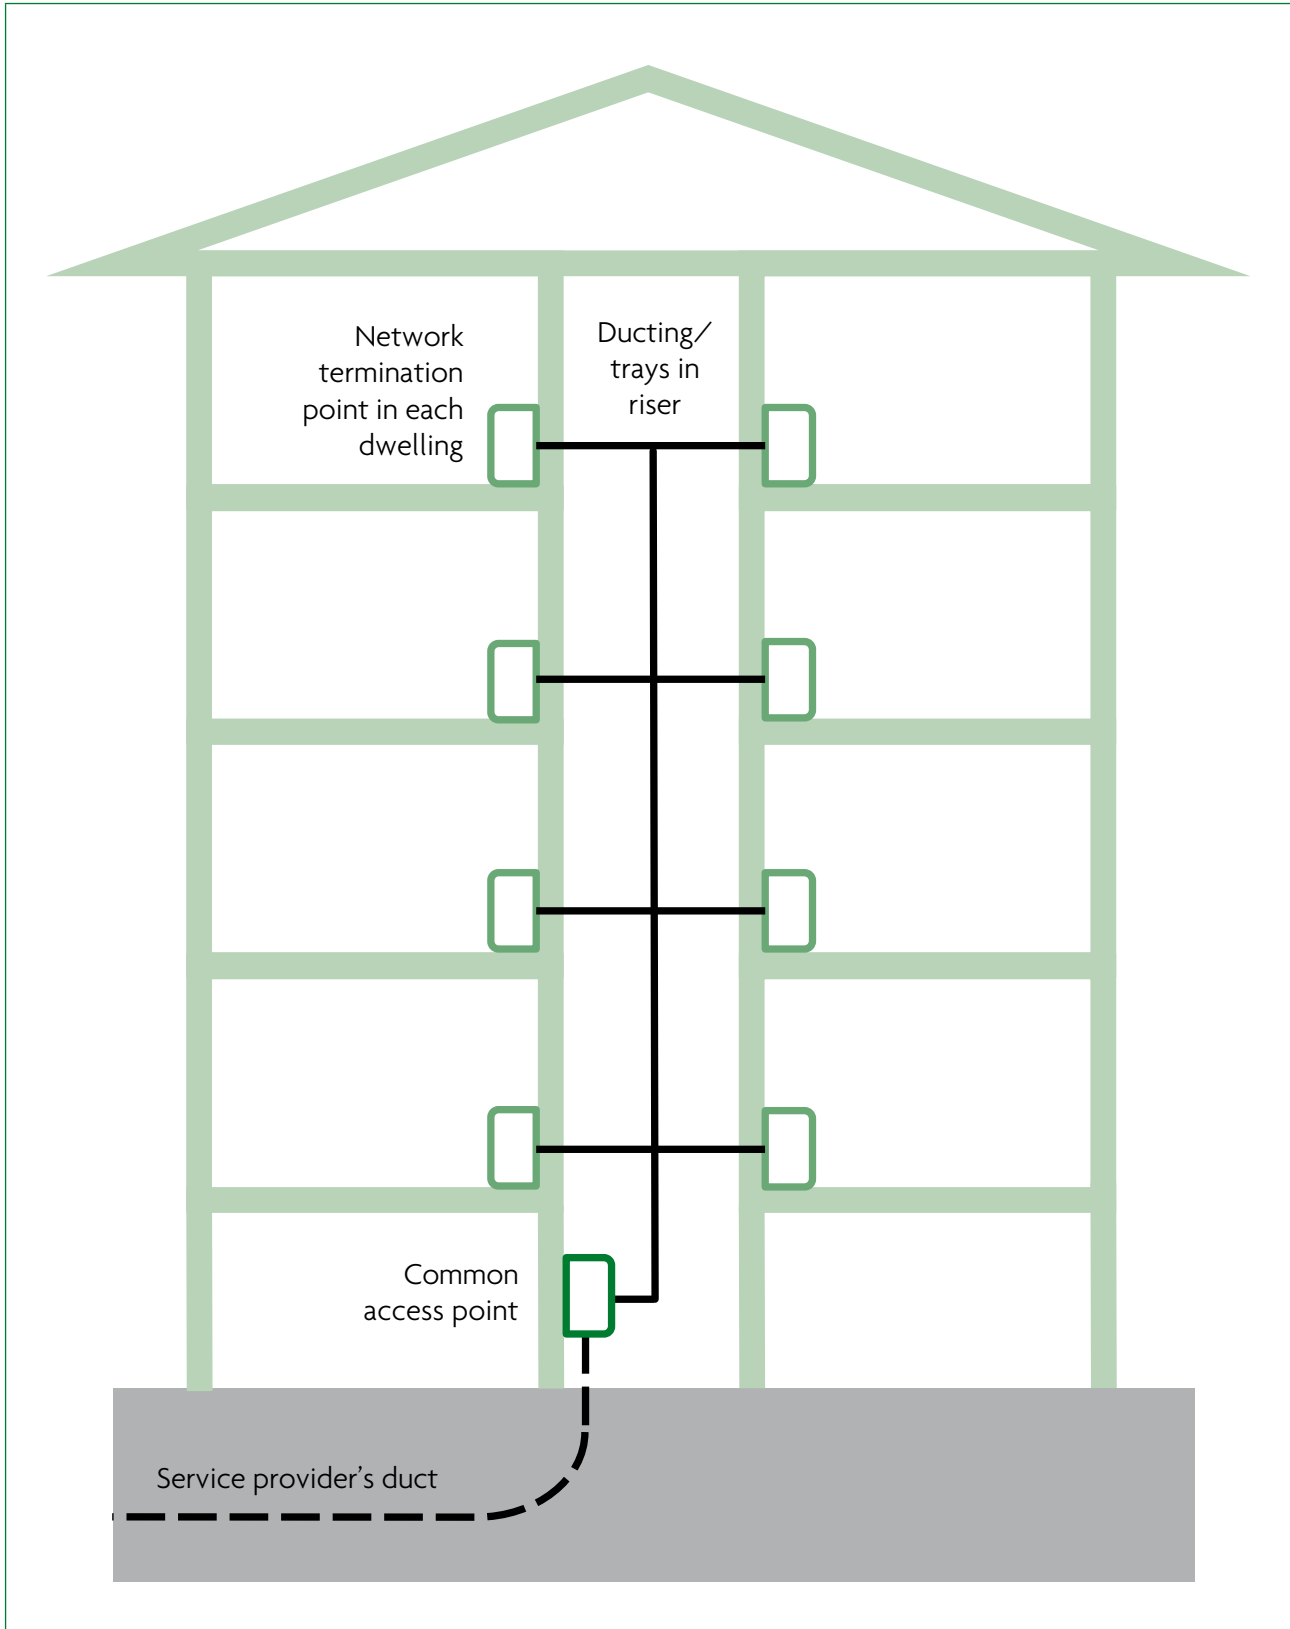 Network
termination
point in each
dwelling
Ducting/
trays in
riser
Common
access point
Service provider’s duct